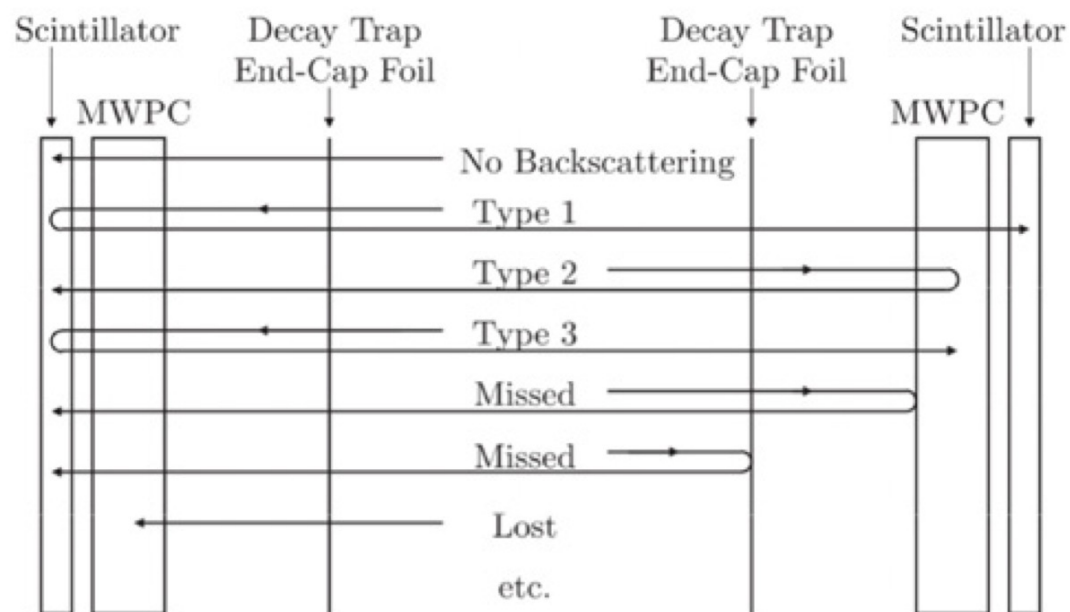 Scintillator
Decay Trap
End-Cap Foil
Decay Trap
End-Cap Foil
Scintillator
MWPC
MWPC
No Backscattering
Type 1
Type 2
Type 3
Missed
Missed
Lost
etc.